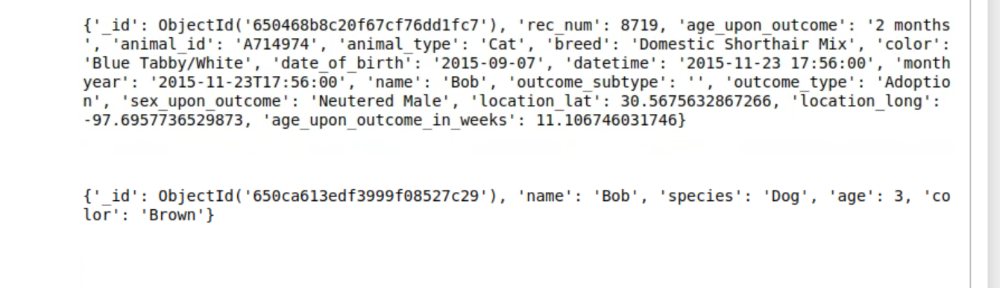 {'_id': ObjectId('650468b8c20f67cf76dd1fc7'), 'rec_num': 8719, 'age_upon_outcome': '2 months
', 'animal_id': 'A714974', 'animal_type': 'Cat', 'breed': 'Domestic Shorthair Mix', 'color':
'Blue Tabby/White', 'date_of_birth': '2015-09-07', 'datetime': '2015-11-23 17:56:00', 'month
year': '2015-11-23T17:56:00', 'name': 'Bob', 'outcome_subtype': '', 'outcome_type': 'Adoptio
n', 'sex_upon_outcome': 'Neutered Male', 'location_lat': 30.5675632867266, 'location_long':
-97.6957736529873, 'age_upon_outcome_in_weeks': 11.106746031746}
{'_id': ObjectId('650ca613edf3999f08527c29'), 'name': 'Bob', 'species': 'Dog', 'age': 3, 'co
lor': 'Brown'}